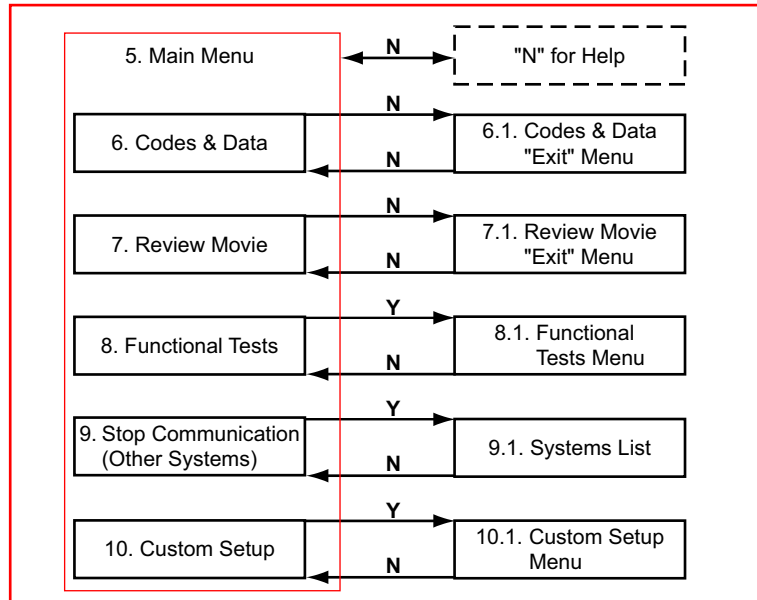 5. Main Menu
N
"N" for Help
N
6. Codes & Data
6.1. Codes & Data
"Exit" Menu
N
N
7. Review Movie
7.1. Review Movie
"Exit" Menu
N
Y
8. Functional Tests
8.1. Functional
Tests Menu
N
Y
9. Stop Communication
(Other Systems)
9.1. Systems List
N
Y
10. Custom Setup
10.1. Custom Setup
Menu
N